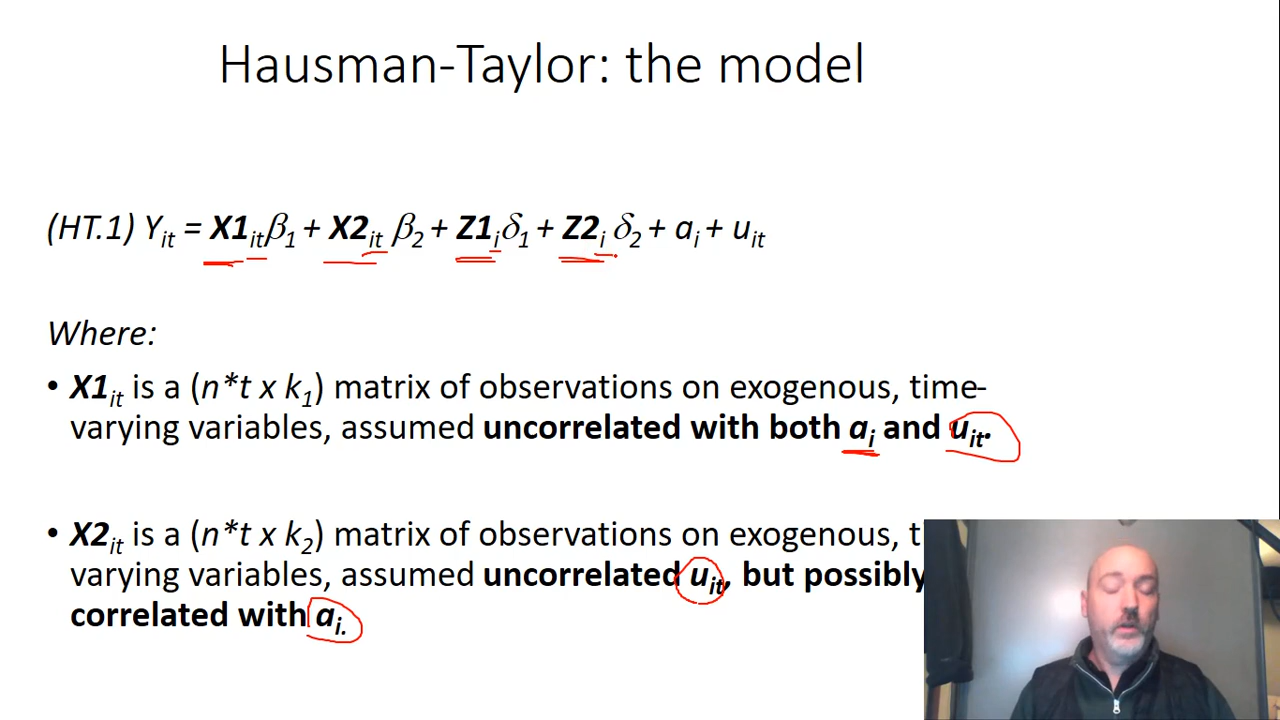 Hausman-Taylor: the model
(HT.1) Yit = X1itβ1 + X2it β2 + Z1iδ1 + Z2i δ2 + ai + uit
Where:
• X1it is a (n*t x k1) matrix of observations on exogenous, time-
varying variables, assumed uncorrelated with both ai and uit.
• X2it is a (n*t x k2) matrix of observations on exogenous,
varying variables, assumed uncorrelated uit, but possibly
correlated with ai.